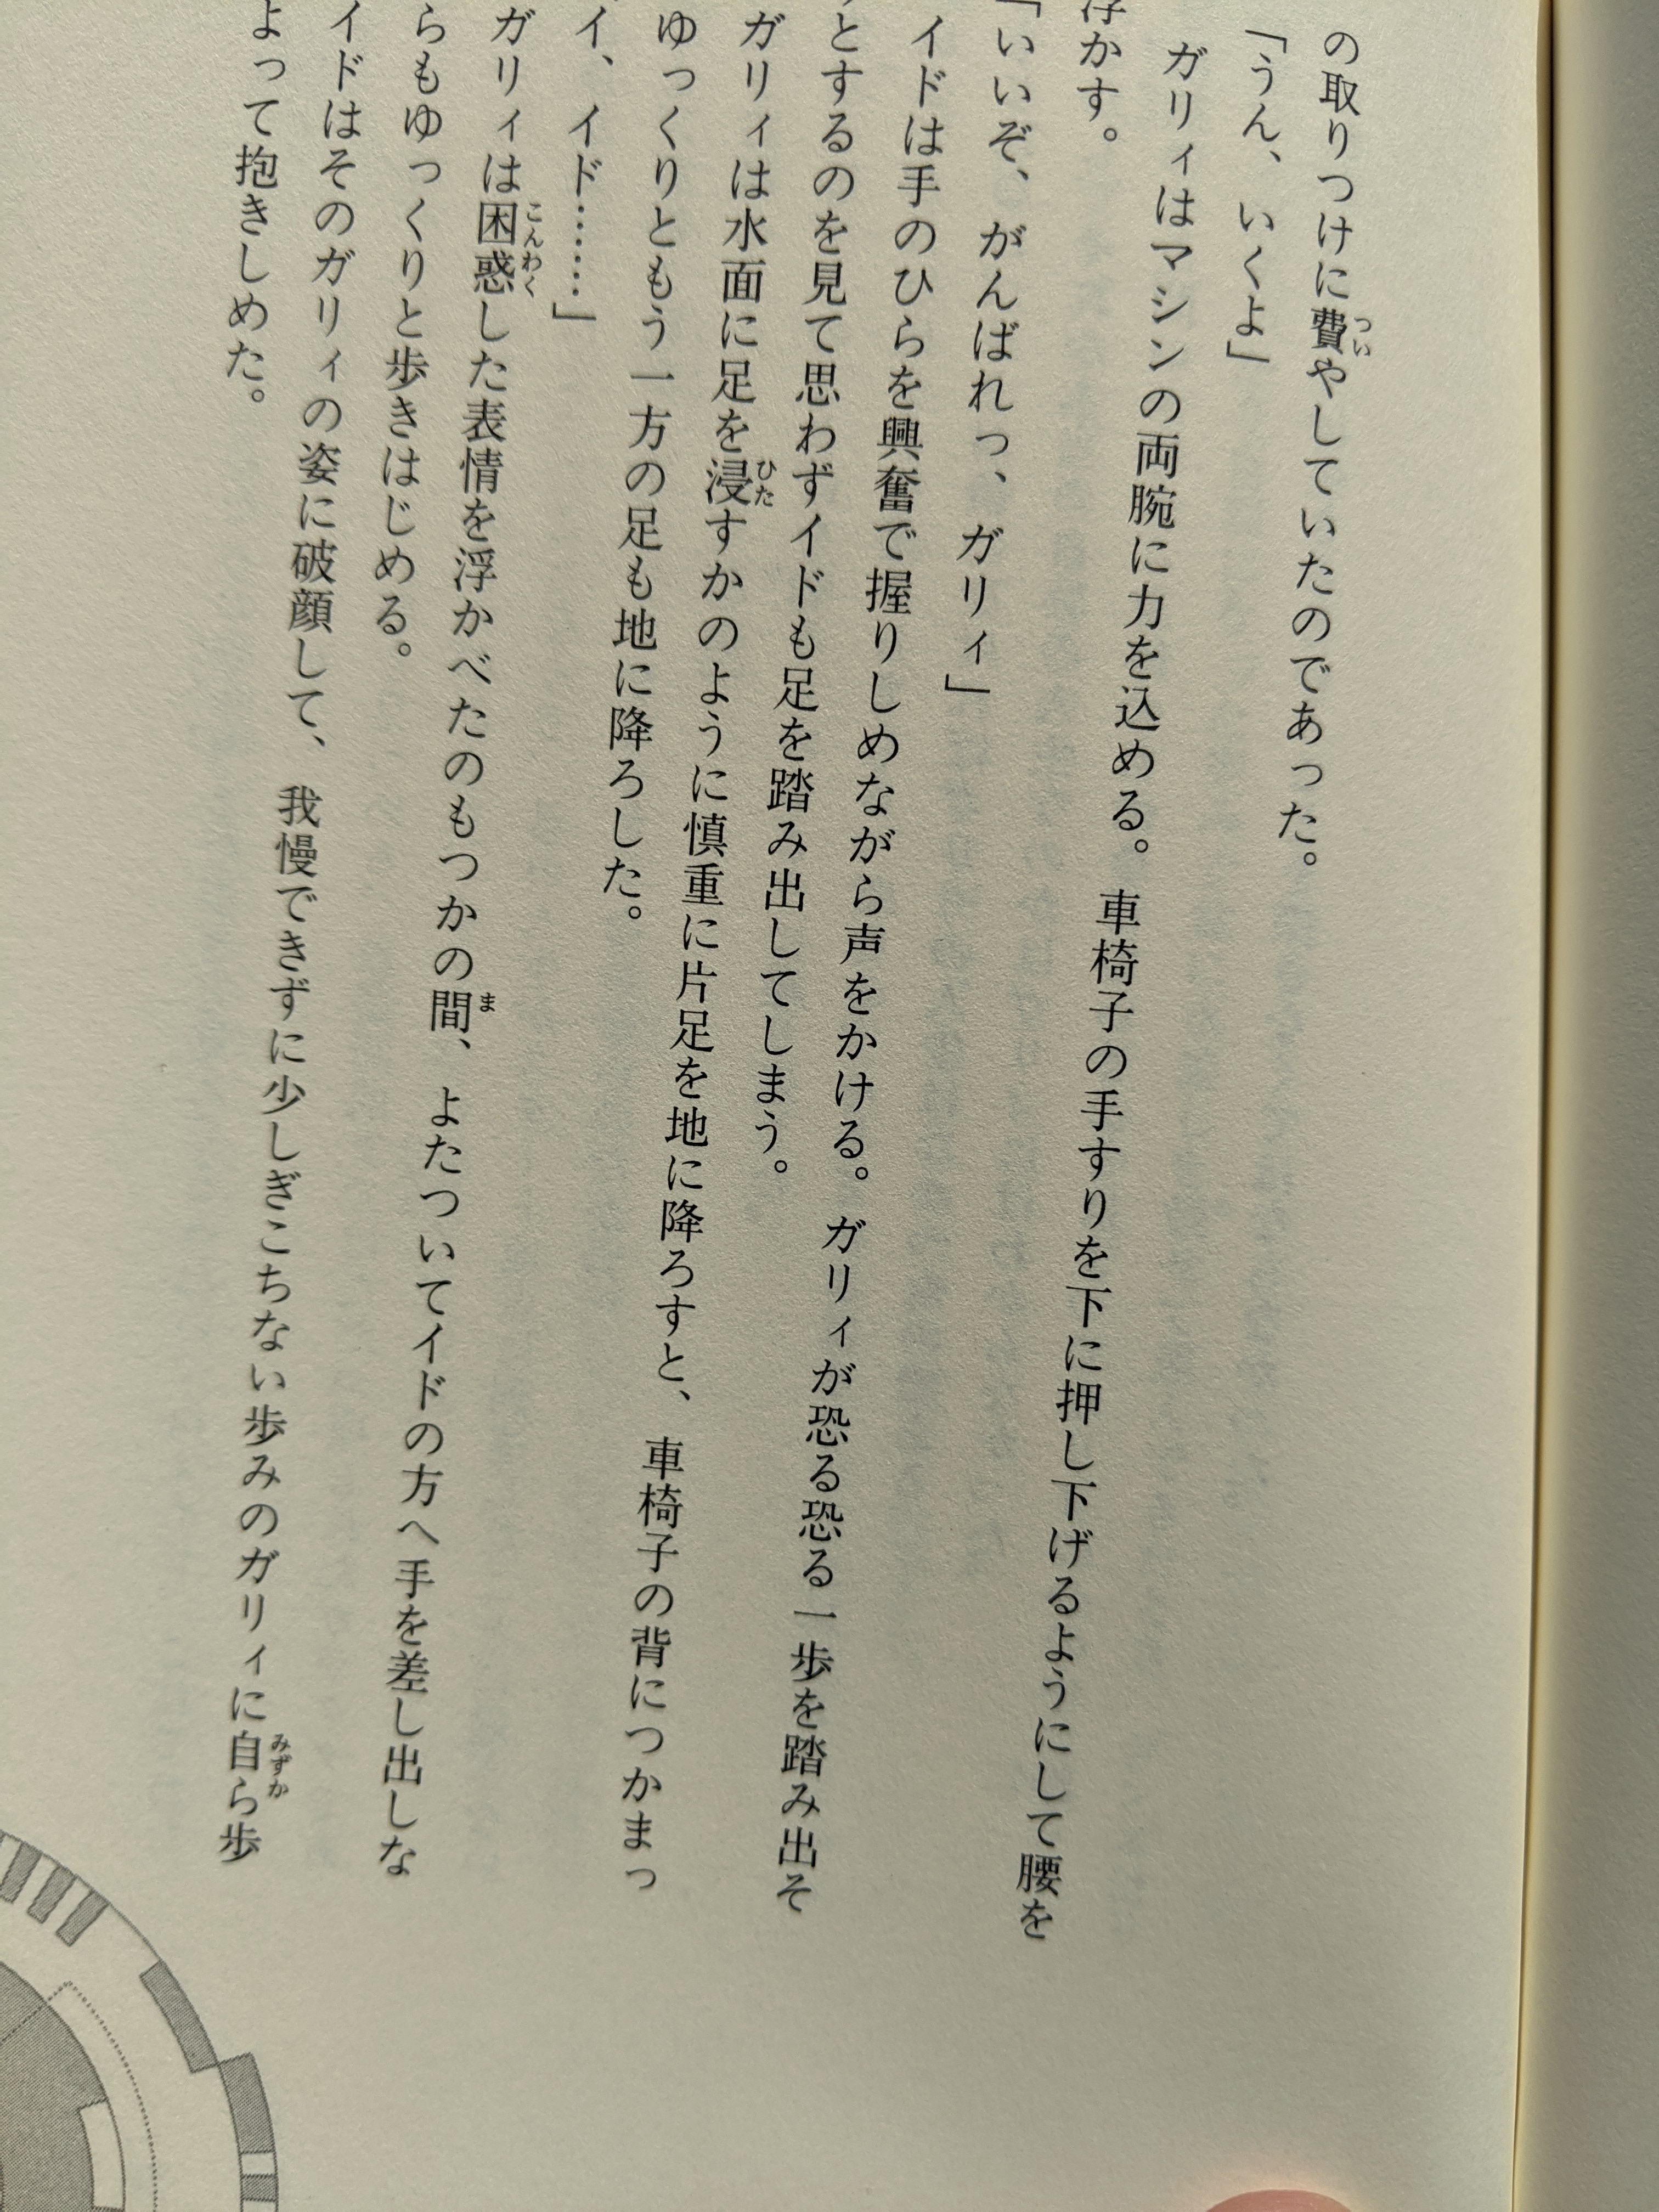 の取りつけに費やしていたのであった。
「うん、いくよ」
ガリィはマシンの両腕に力を込める。車椅子の手すりを下に押し下げるようにして腰を
浮かす。
「いいぞ、がんばれっ、ガリィ」
イドは手のひらを興奮で握りしめながら声をかける。ガリィが恐る恐る一歩を踏み出そ
とするのを見て思わずイドも足を踏み出してしまう。
ガリィは水面に足を浸すかのように慎重に片足を地に降ろすと、車椅子の背につかまっ
ゆっくりともう一方の足も地に降ろした。
イ、イド……」
ガリィは困惑した表情を浮かべたのもつかの間、よたついてイドの方へ手を差し出しな
らもゆっくりと歩きはじめる。
イドはそのガリィの姿に破顔して、我慢できずに少しぎこちない歩みのガリィに自ら歩
よって抱きしめた。